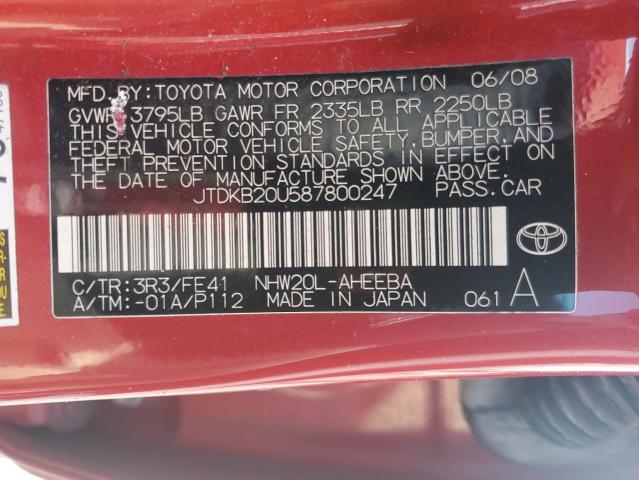 MFD. BY: TOYOTA MOTOR CORPORATION 06/08
GVWR 3795LB GAWR FR 2335LB RR 2250LB
THIS VEHICLE CONFORMS TO ALL APPLICABLE
FEDERAL MOTOR VEHICLE SAFETY, BUMPER, AND
THEFT PREVENTION STANDARDS IN EFFECT ON
THE DATE OF MANUFACTURE SHOWN ABOVE.
JTDKB20U587800247 PASS. CAR
C/TR: 3R3/FE41 NHW20L-AHEEBA
A/TM: -01A/P112 MADE IN JAPAN 061 A